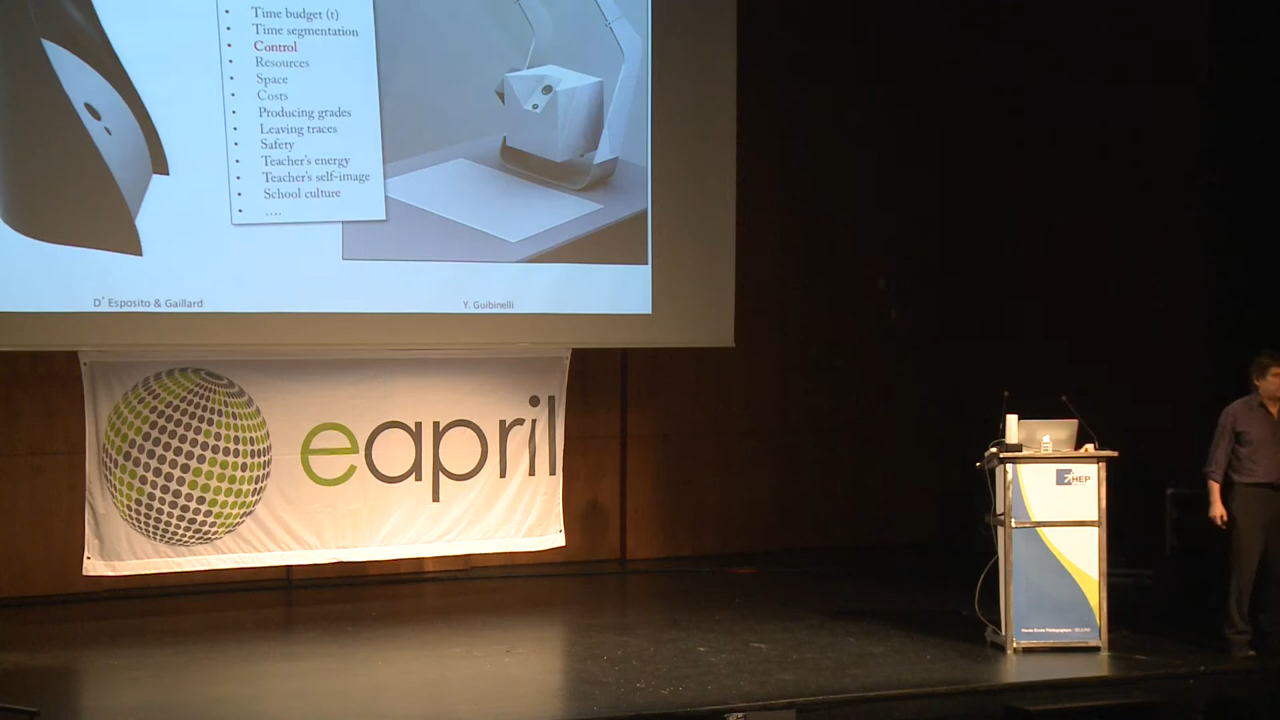 Time budget (t)
Time segmentation
Control
Resources
Space
Costs
Producing grades
Leaving traces
Safety
Teacher's energy
Teacher's self-image
School culture
....
D' Esposito & Gaillard
Y. Guibinelli
eapril
HEP